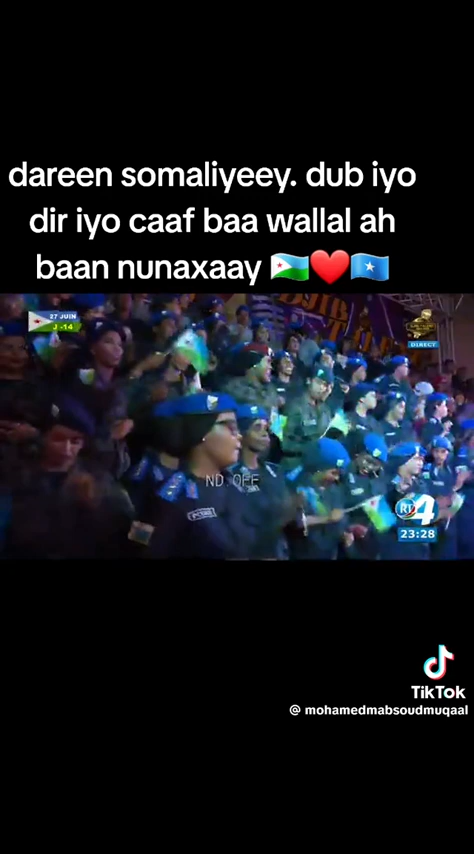 dareen somaliyeey. dub iyo
dir iyo caaf baa wallal ah
baan nunaxaay 🇩🇯❤️🇸🇴
27 JUIN
J -14
DIRECT
ND OFF
4
23:28
TikTok
@ mohamedmabsoudmuqaal